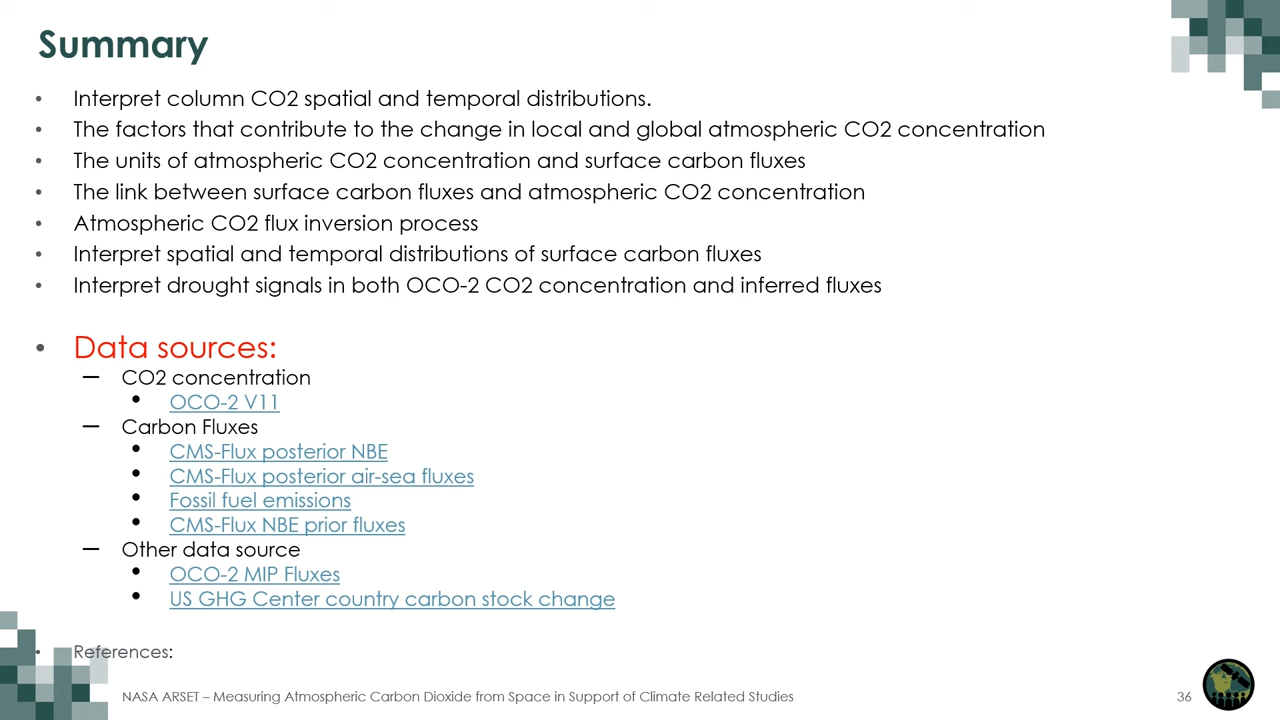 Summary
• Interpret column CO2 spatial and temporal distributions.
• The factors that contribute to the change in local and global atmospheric CO2 concentration
• The units of atmospheric CO2 concentration and surface carbon fluxes
• The link between surface carbon fluxes and atmospheric CO2 concentration
• Atmospheric CO2 flux inversion process
• Interpret spatial and temporal distributions of surface carbon fluxes
• Interpret drought signals in both OCO-2 CO2 concentration and inferred fluxes
• Data sources:
— CO2 concentration
• OCO-2 V11
— Carbon Fluxes
• CMS-Flux posterior NBE
• CMS-Flux posterior air-sea fluxes
• Fossil fuel emissions
• CMS-Flux NBE prior fluxes
— Other data source
• OCO-2 MIP Fluxes
• US GHG Center country carbon stock change
• References:
NASA ARSET – Measuring Atmospheric Carbon Dioxide from Space in Support of Climate Related Studies
36